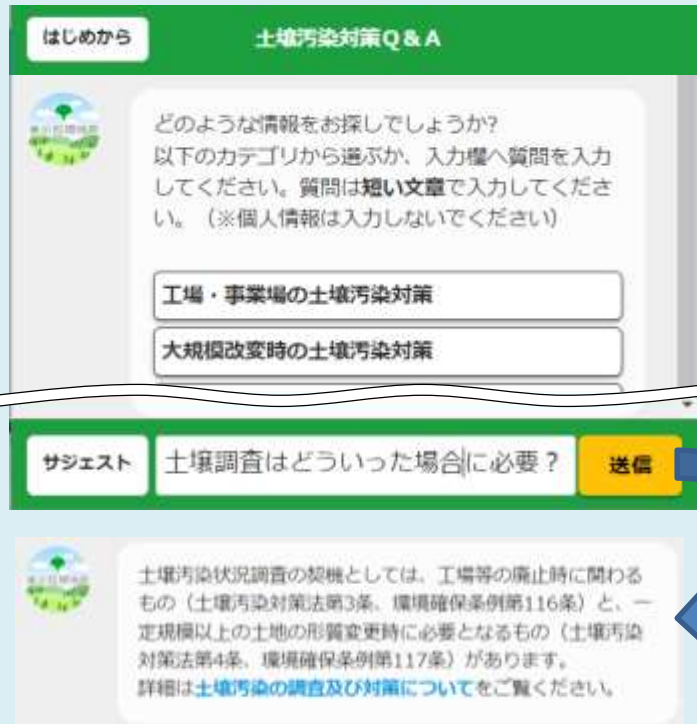 はじめから
土壌汚染対策Q&A
どのような情報をお探しでしょうか?
以下のカテゴリから選ぶか、入力欄へ質問を入力
してください。質問は短い文章で入力してくださ
い。（※個人情報は入力しないでください）
工場・事業場の土壌汚染対策
大規模改変時の土壌汚染対策
サジェスト
土壌調査はどういった場合に必要？
送信
土壌汚染状況調査の契機としては、工場等の廃止時に関わる
もの（土壌汚染対策法第3条、環境確保条例第116条）と、一
定規模以上の土地の形質変更時に必要となるもの（土壌汚染
対策法第4条、環境確保条例第117条）があります。
詳細は土壌汚染の調査及び対策についてをご覧ください。